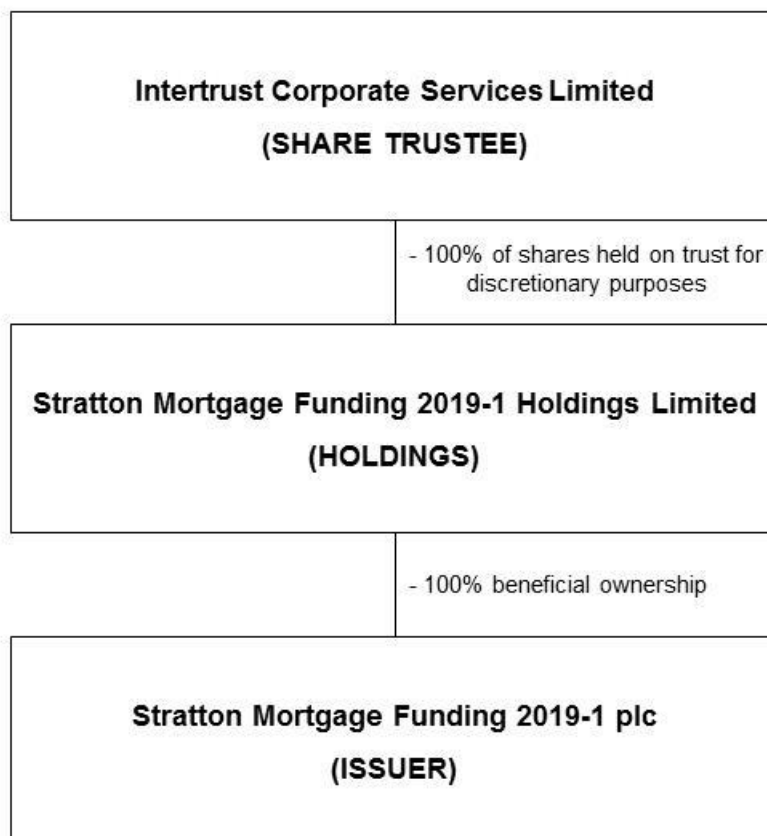 Intertrust Corporate Services Limited
(SHARE TRUSTEE)
- 100% of shares held on trust for
discretionary purposes
Stratton Mortgage Funding 2019-1 Holdings Limited
(HOLDINGS)
- 100% beneficial ownership
Stratton Mortgage Funding 2019-1 plc
(ISSUER)